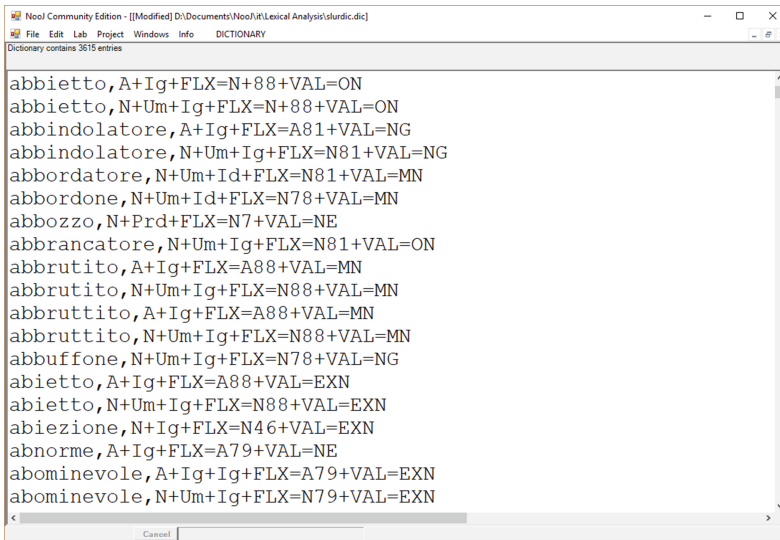 NooJ Community Edition - [[Modified] D:\Documents\NooJ\it\Lexical Analysis\slurdic.dic]
File Edit Lab Project Windows Info DICTIONARY
Dictionary contains 3615 entries
abbietto,A+Ig+FLX=N+88+VAL=ON
abbietto,N+Um+Ig+FLX=N+88+VAL=ON
abbindolatore,A+Ig+FLX=A81+VAL=NG
abbindolatore,N+Um+Ig+FLX=N81+VAL=NG
abbordatore,N+Um+Id+FLX=N81+VAL=MN
abbordone,N+Um+Id+FLX=N78+VAL=MN
abbozzo,N+Prd+FLX=N7+VAL=NE
abbrancatore,N+Um+Ig+FLX=N81+VAL=ON
abbrutito,A+Ig+FLX=A88+VAL=MN
abbrutito,N+Um+Ig+FLX=N88+VAL=MN
abbruttito,A+Ig+FLX=A88+VAL=MN
abbruttito,N+Um+Ig+FLX=N88+VAL=MN
abbuffone,N+Um+Ig+FLX=N78+VAL=NG
abietto,A+Ig+FLX=A88+VAL=EXN
abietto,N+Um+Ig+FLX=N88+VAL=EXN
abiezione,N+Ig+FLX=N46+VAL=EXN
abnorme,A+Ig+FLX=A79+VAL=NE
abominevole,A+Ig+Ig+FLX=A79+VAL=EXN
abominevole,N+Um+Ig+FLX=N79+VAL=EXN
Cancel